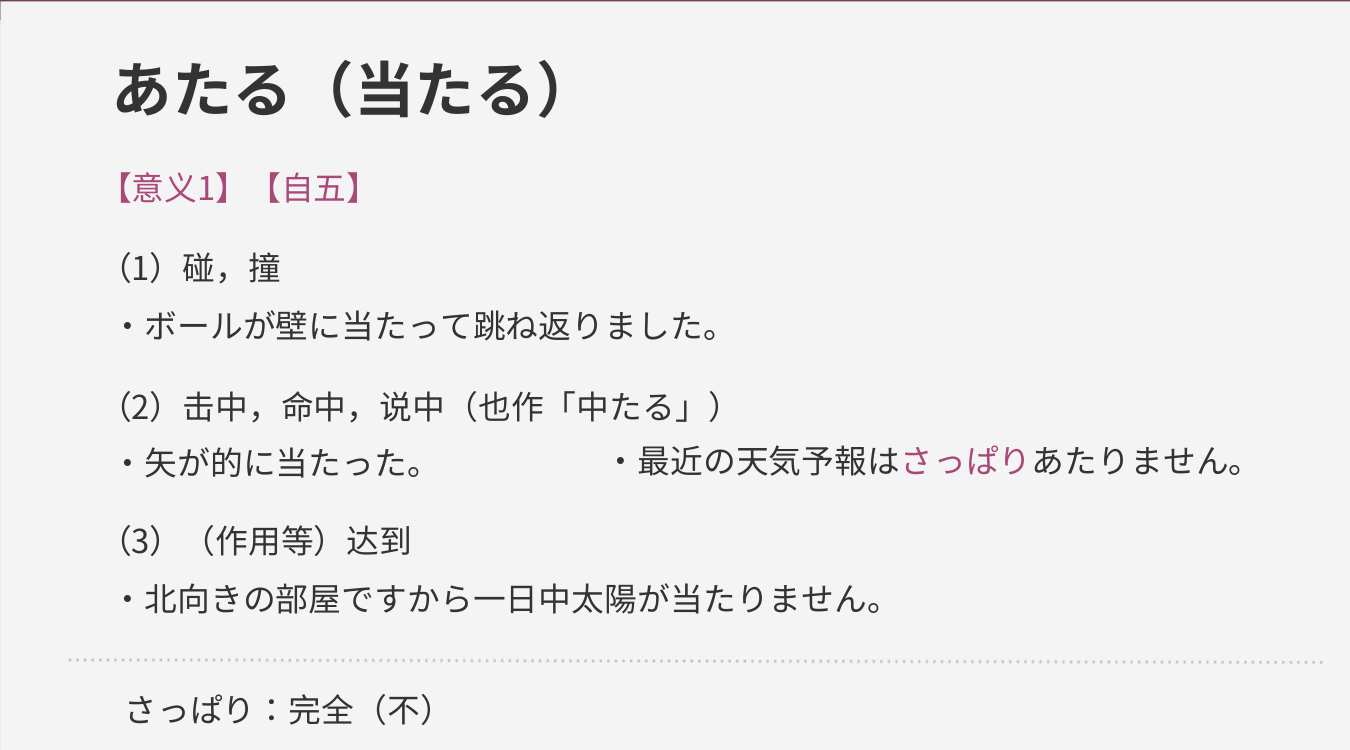 あたる（当たる）
【意义1】【自五】
（1）碰，撞
・ボールが壁に当たって跳ね返りました。
（2）击中，命中，说中（也作「中たる」）
・矢が的に当たった。 ・最近の天気予報はさっぱりあたりません。
（3）（作用等）达到
・北向きの部屋ですから一日中太陽が当たりません。
さっぱり：完全（不）